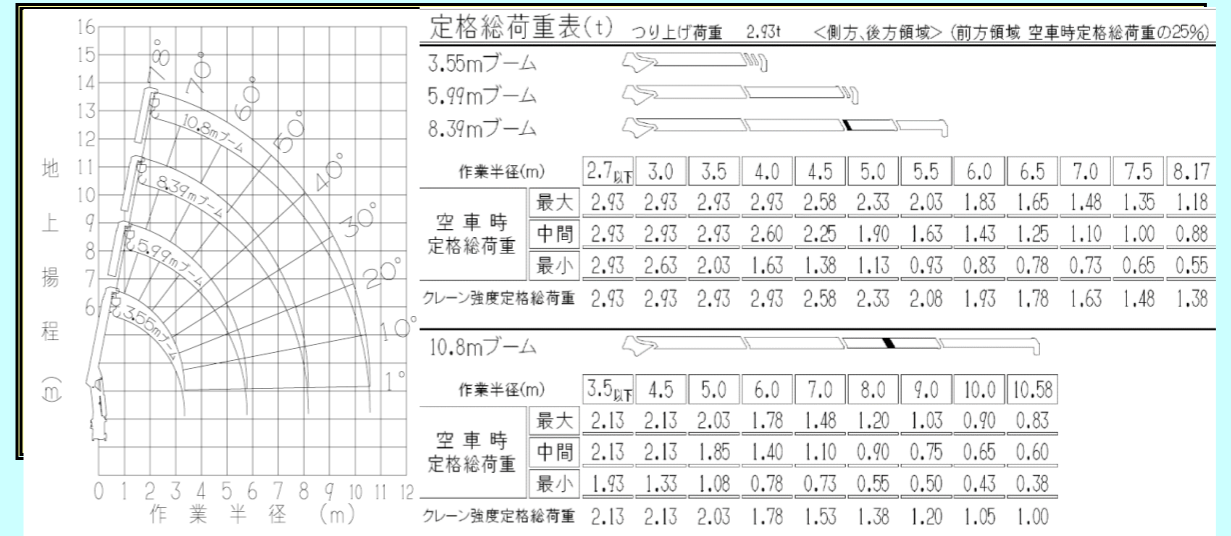 定格総荷重表(t) つり上げ荷重 2.93t <側方、後方領域> (前方領域 空車時定格総荷重の25%)
3.55mブーム
5.99mブーム
8.39mブーム
作業半径(m) 2.7以下 3.0 3.5 4.0 4.5 5.0 5.5 6.0 6.5 7.0 7.5 8.17
空車時定格総荷重
最大 2.93 2.93 2.93 2.93 2.58 2.33 2.03 1.83 1.65 1.48 1.35 1.18
中間 2.93 2.93 2.93 2.60 2.25 1.90 1.63 1.43 1.25 1.10 1.00 0.88
最小 2.93 2.63 2.03 1.63 1.38 1.13 0.93 0.83 0.78 0.73 0.65 0.55
クレーン強度定格総荷重 2.93 2.93 2.93 2.93 2.58 2.33 2.08 1.93 1.78 1.63 1.48 1.38
10.8mブーム
作業半径(m) 3.5以下 4.5 5.0 6.0 7.0 8.0 9.0 10.0 10.58
空車時定格総荷重
最大 2.13 2.13 2.03 1.78 1.48 1.20 1.03 0.90 0.83
中間 2.13 2.13 1.85 1.40 1.10 0.90 0.75 0.65 0.60
最小 1.93 1.33 1.08 0.78 0.73 0.55 0.50 0.43 0.38
クレーン強度定格総荷重 2.13 2.13 2.03 1.78 1.53 1.38 1.20 1.05 1.00
地上揚程(m)
16
15
14
13
12
11
10
9
8
7
6
78°
70°
60°
50°
40°
30°
20°
10°
1°
10.8mブーム
8.39mブーム
5.99mブーム
3.55mブーム
0 1 2 3 4 5 6 7 8 9 10 11 12
作業半径(m)